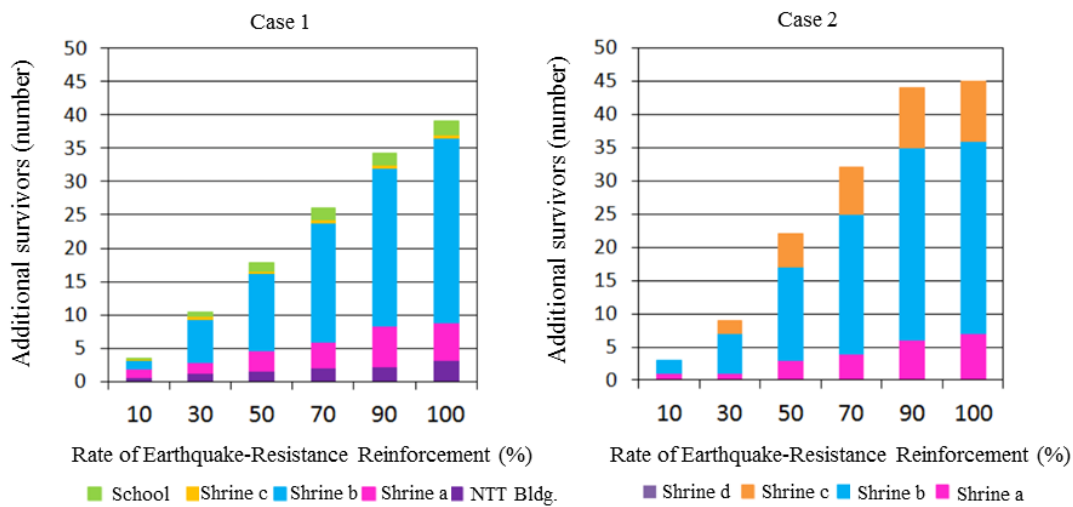 Case 1
Additional survivors (number)
50
45
40
35
30
25
20
15
10
5
0
10 30 50 70 90 100
Rate of Earthquake-Resistance Reinforcement (%)
School Shrine c Shrine b Shrine a NTT Bldg.
Case 2
Additional survivors (number)
50
45
40
35
30
25
20
15
10
5
0
10 30 50 70 90 100
Rate of Earthquake-Resistance Reinforcement (%)
Shrine d Shrine c Shrine b Shrine a